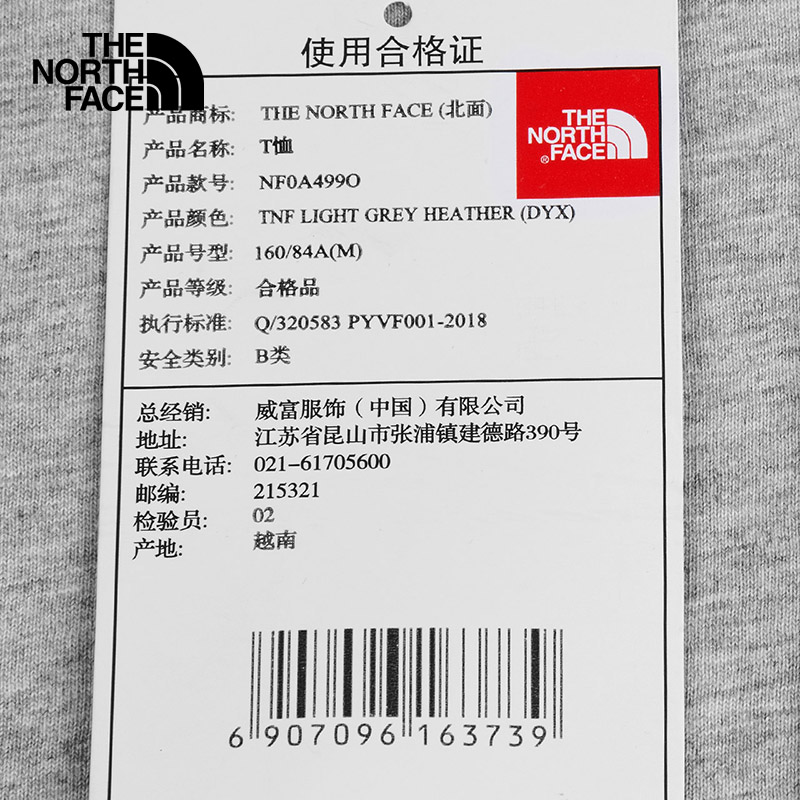 THE
NORTH
FACE
使用合格证
THE
NORTH
®FACE
产品商标: THE NORTH FACE (北面)
产品名称: T恤
产品款号: NF0A499O
产品颜色: TNF LIGHT GREY HEATHER (DYX)
产品号型: 160/84A(M)
产品等级: 合格品
执行标准: Q/320583 PYVF001-2018
安全类别: B类
总经销: 威富服饰（中国）有限公司
地址: 江苏省昆山市张浦镇建德路390号
联系电话: 021-61705600
邮编: 215321
检验员: 02
产地: 越南
6 907096 163739